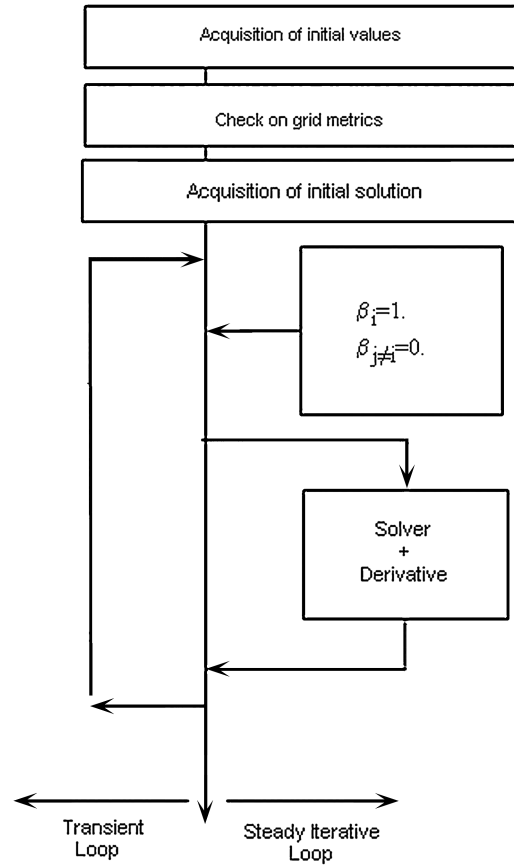 Acquisition of initial values
Check on grid metrics
Acquisition of initial solution
βi=1.
βj≠i=0.
Solver
+
Derivative
Transient
Loop
Steady Iterative
Loop